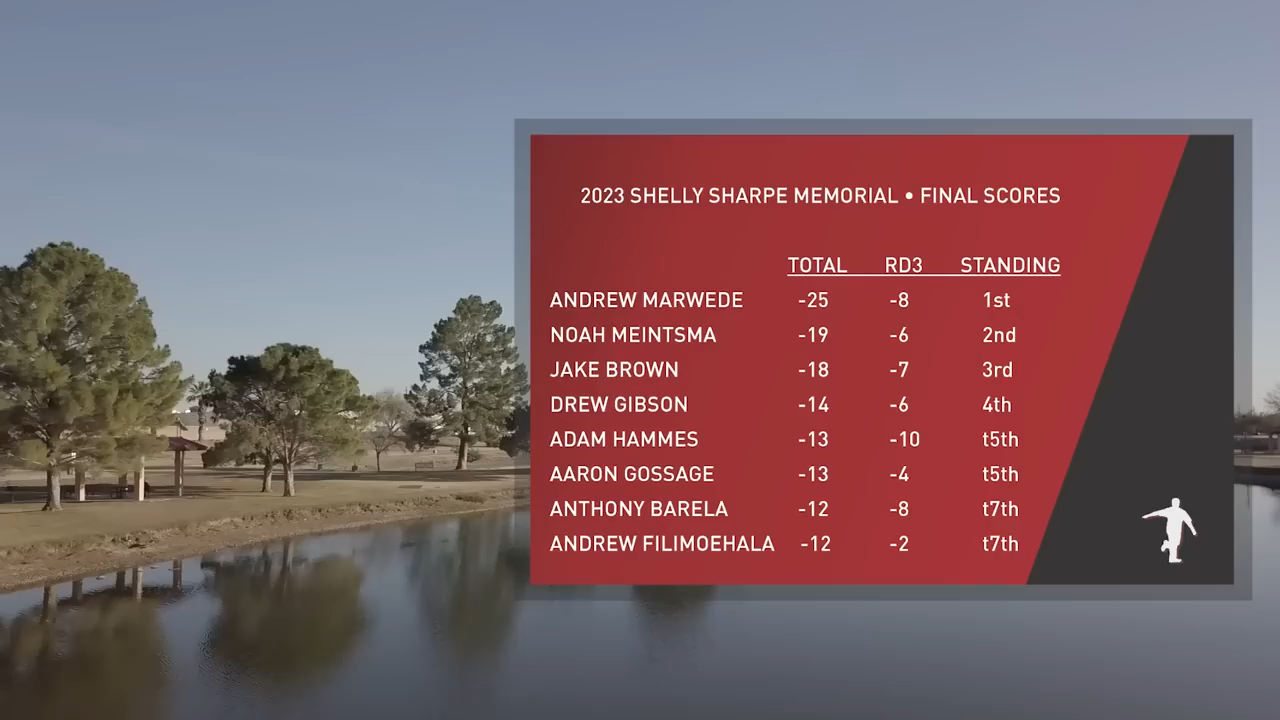 2023 SHELLY SHARPE MEMORIAL • FINAL SCORES
TOTAL RD3 STANDING
ANDREW MARWEDE -25 -8 1st
NOAH MEINTSMA -19 -6 2nd
JAKE BROWN -18 -7 3rd
DREW GIBSON -14 -6 4th
ADAM HAMMES -13 -10 t5th
AARON GOSSAGE -13 -4 t5th
ANTHONY BARELA -12 -8 t7th
ANDREW FILIMOEHALA -12 -2 t7th